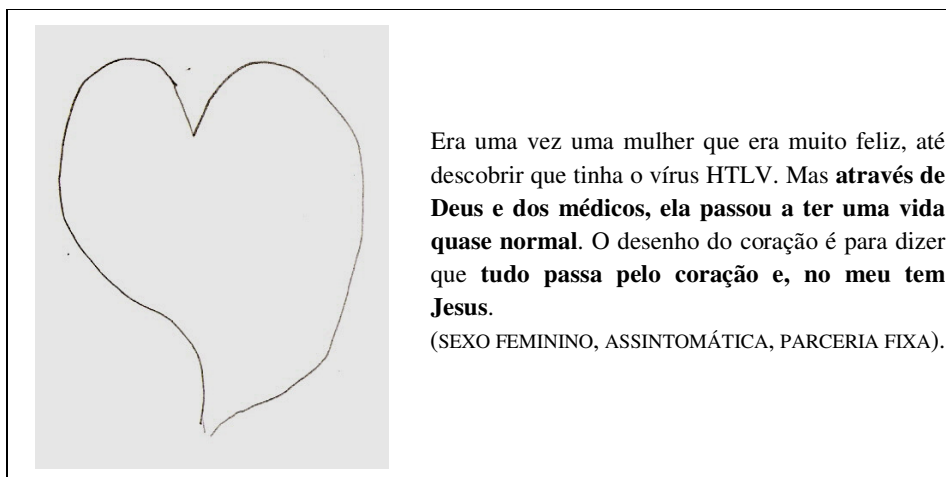 Era uma vez uma mulher que era muito feliz, até
descobrir que tinha o vírus HTLV. Mas através de
Deus e dos médicos, ela passou a ter uma vida
quase normal. O desenho do coração é para dizer
que tudo passa pelo coração e, no meu tem
Jesus.
(SEXO FEMININO, ASSINTOMÁTICA, PARCERIA FIXA).